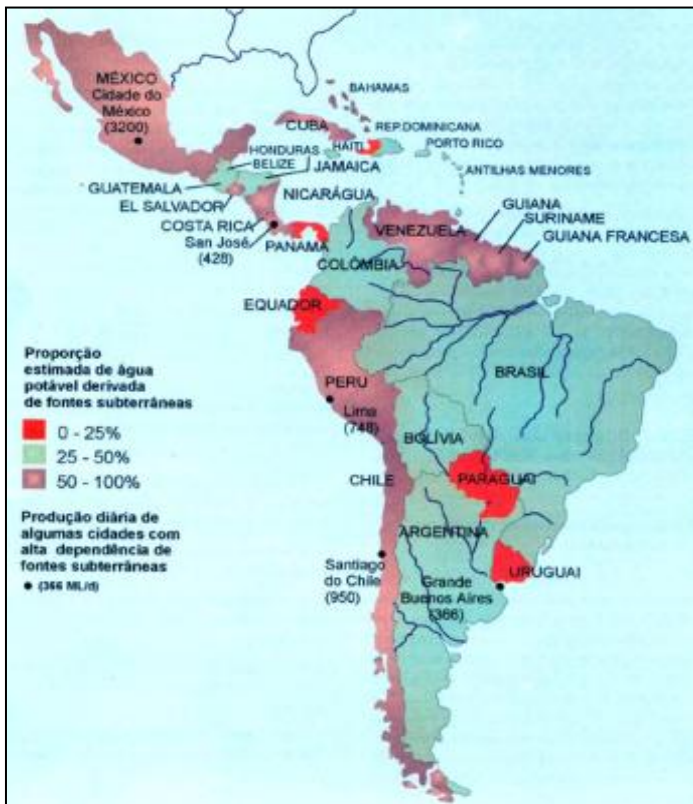 MÉXICO
Cidade do
México
(3200)
BAHAMAS
CUBA
REP.DOMINICANA
HAITI
PORTO RICO
HONDURAS
BELIZE
JAMAICA
ANTILHAS MENORES
GUATEMALA
NICARÁGUA
EL SALVADOR
GUIANA
COSTA RICA
SURINAME
San José
(428)
PANAMA
VENEZUELA
GUIANA FRANCESA
COLÔMBIA
EQUADOR
Proporção
estimada de água
potável derivada
de fontes subterrâneas
0 - 25%
25 - 50%
50 - 100%
PERU
Lima
(748)
BRASIL
BOLÍVIA
CHILE
PARAGUAI
ARGENTINA
Produção diária de
algumas cidades com
alta dependência de
fontes subterrâneas
(366 ML/d)
Santiago
do Chile
(950)
URUGUAI
Grande
Buenos Aires
(366)